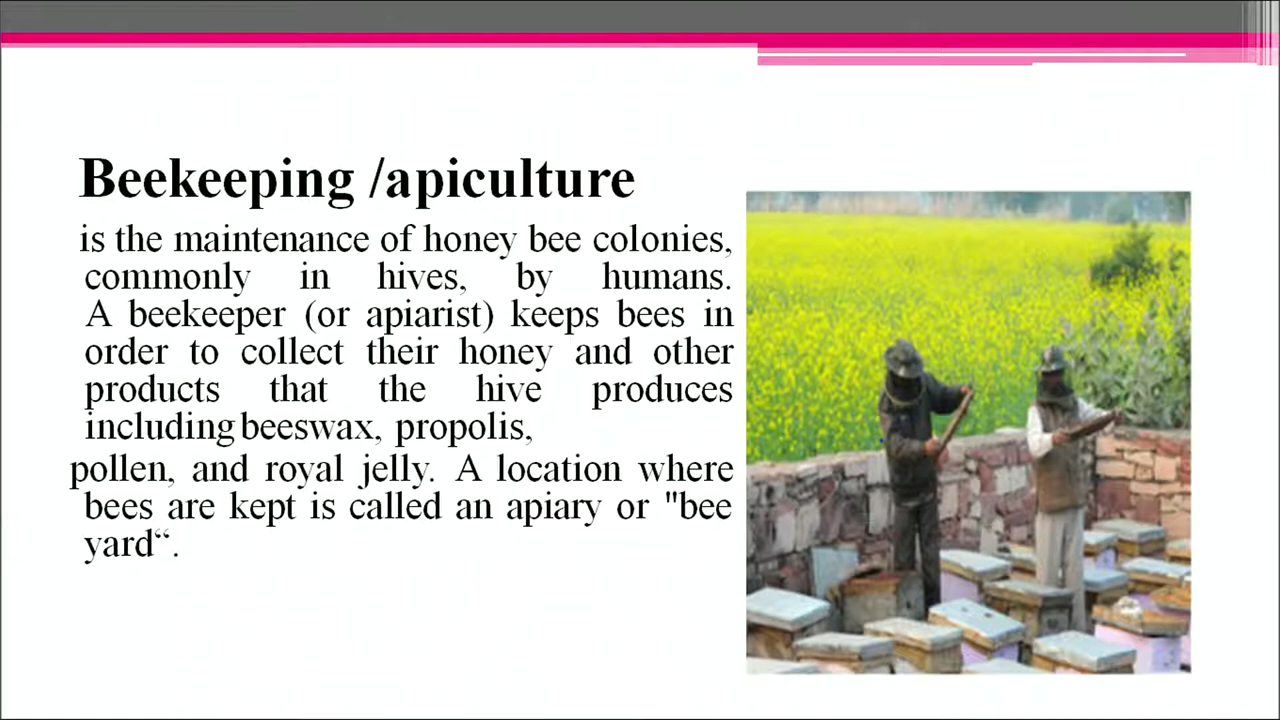 Beekeeping /apiculture
is the maintenance of honey bee colonies,
commonly in hives, by humans.
A beekeeper (or apiarist) keeps bees in
order to collect their honey and other
products that the hive produces
including beeswax, propolis,
pollen, and royal jelly. A location where
bees are kept is called an apiary or "bee
yard“.